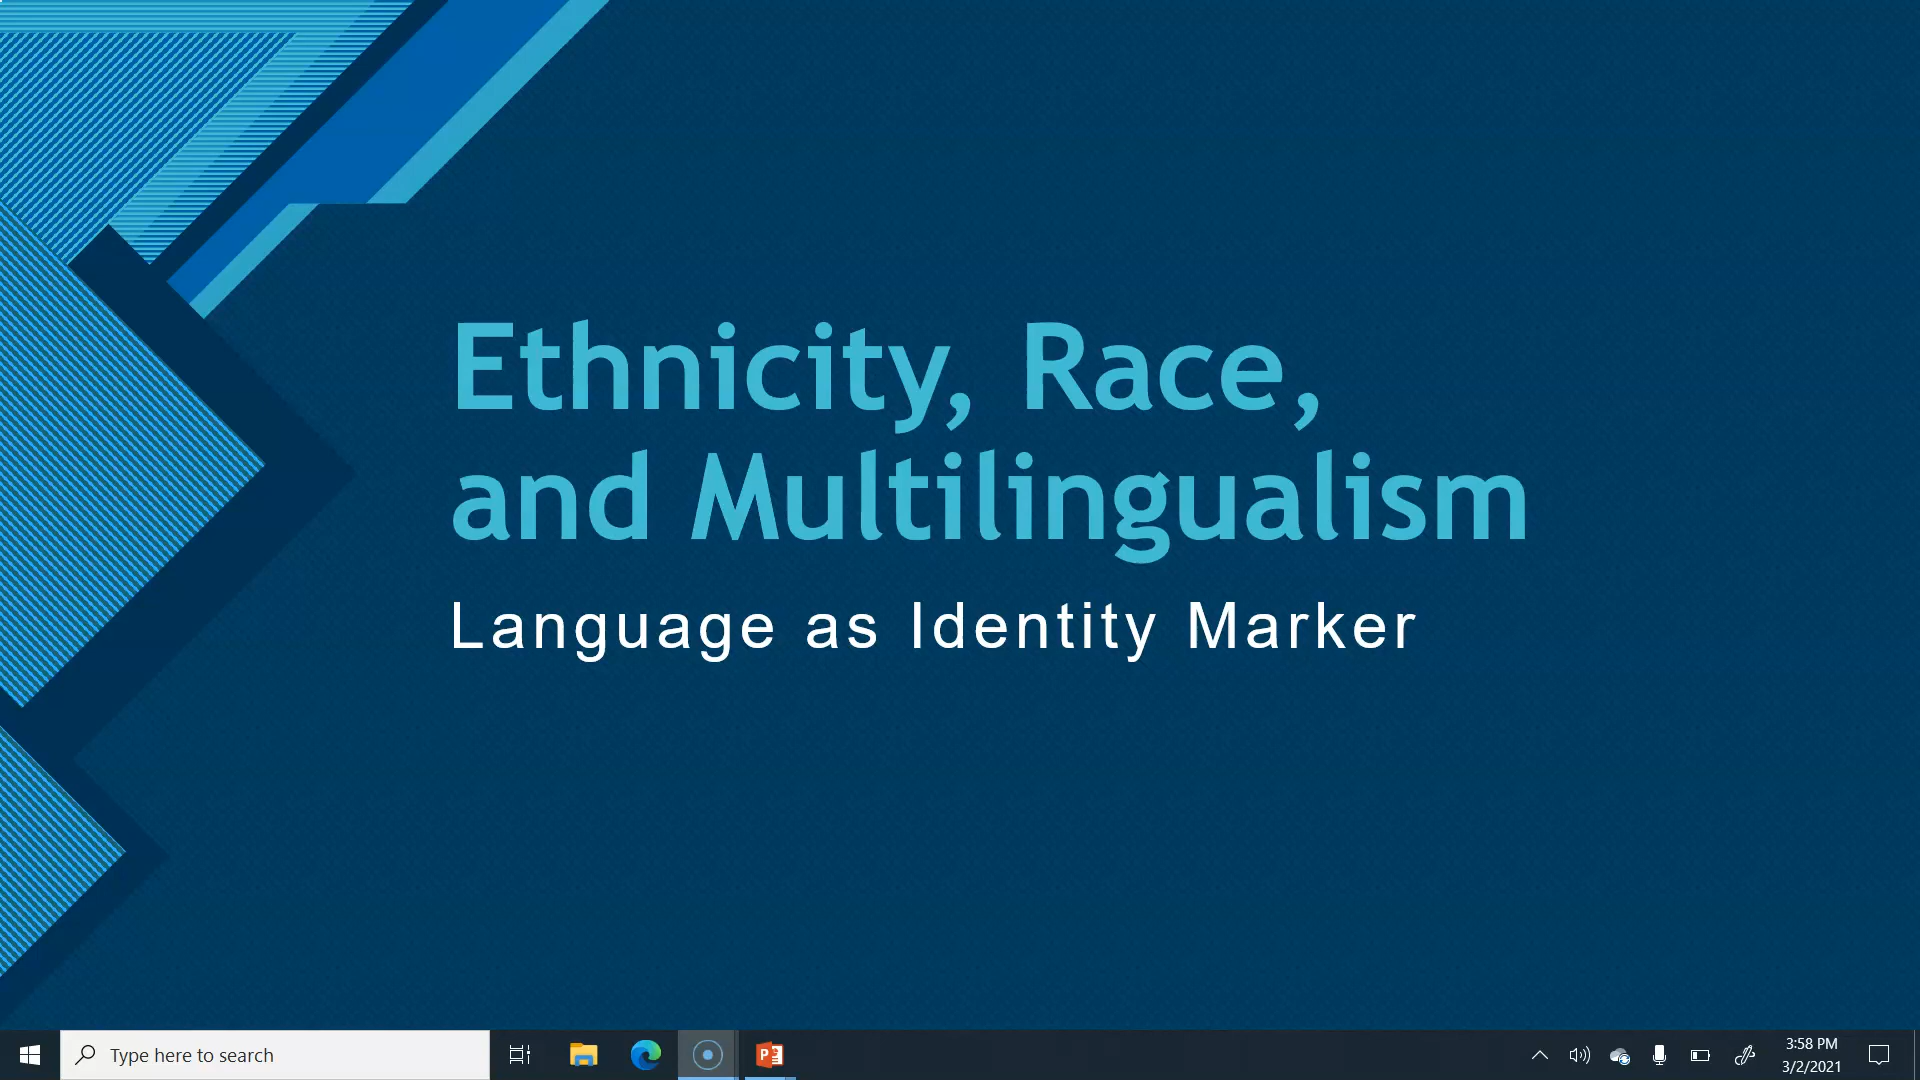 Ethnicity, Race,
and Multilingualism
Language as Identity Marker
Type here to search
P
3:58 PM
3/2/2021